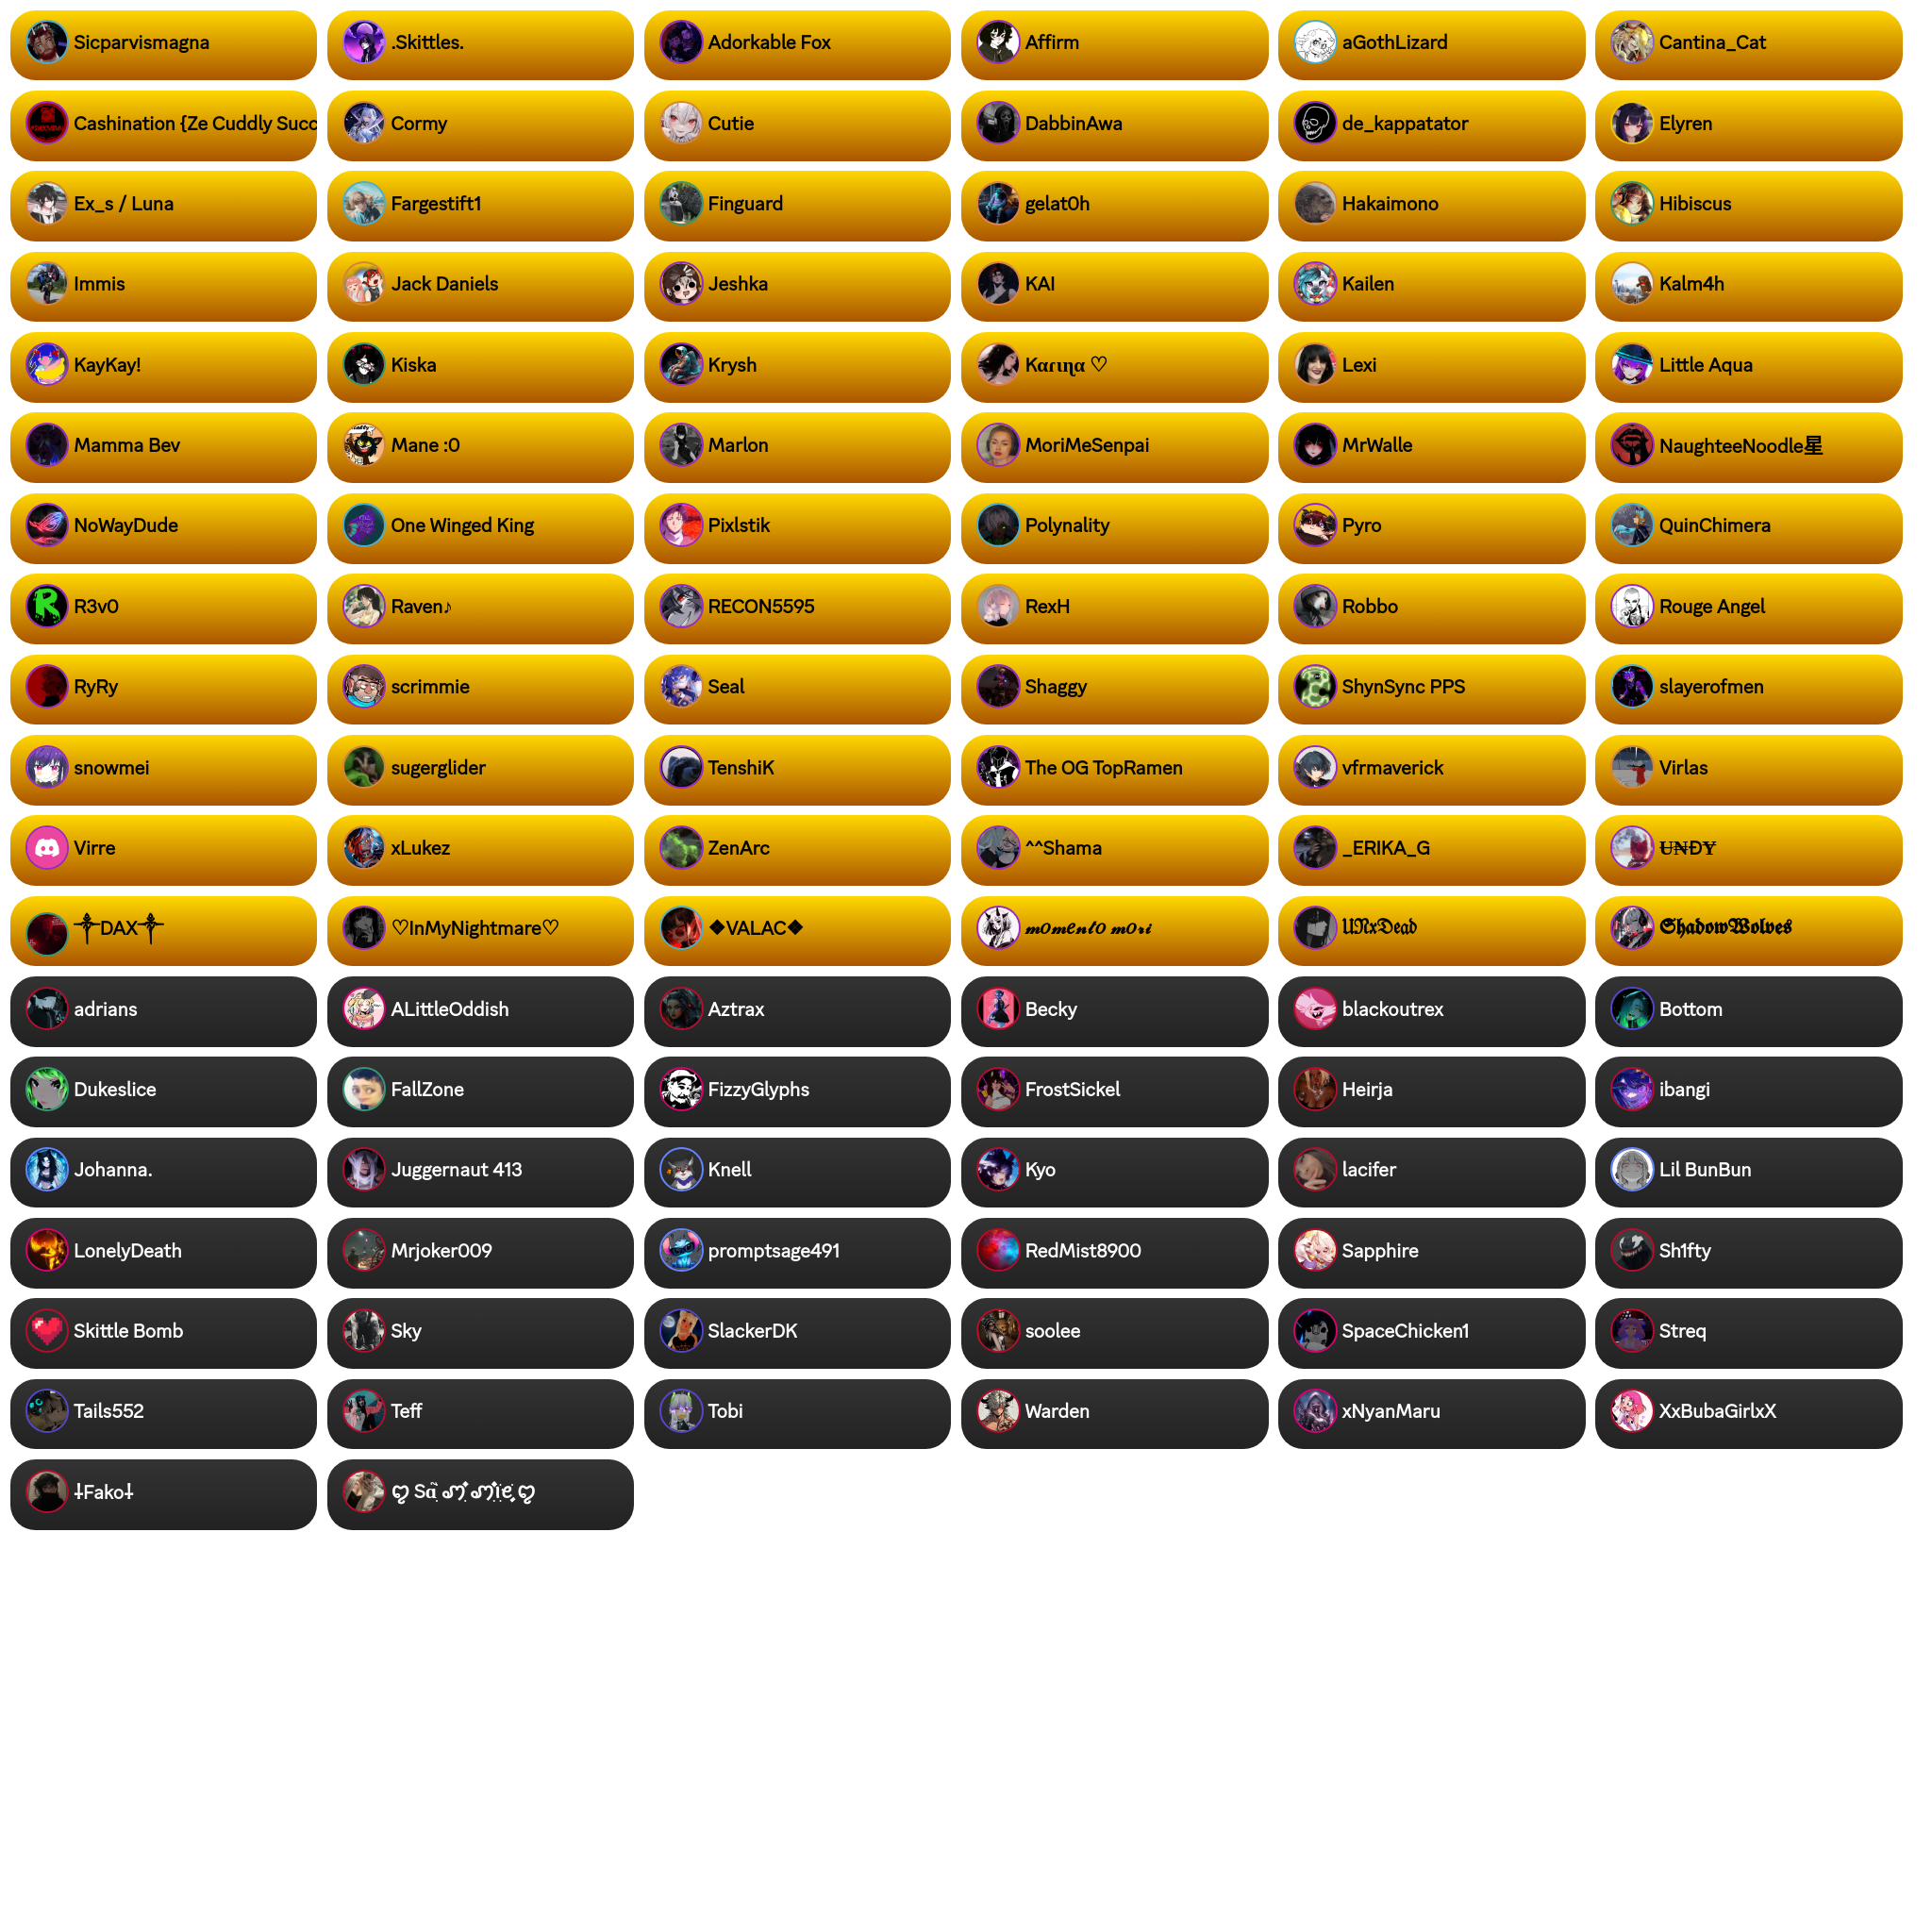 Sicparvismagna
.Skittles.
Adorkable Fox
Affirm
aGothLizard
Cantina_Cat
Cashination {Ze Cuddly Succ
Cormy
Cutie
DabbinAwa
de_kappatator
Elyren
Ex_s / Luna
Fargestift1
Finguard
gelat0h
Hakaimono
Hibiscus
Immis
Jack Daniels
Jeshka
KAI
Kailen
Kalm4h
KayKay!
Kiska
Krysh
Kαɾιɳα ♡
Lexi
Little Aqua
Mamma Bev
Mane :0
Marlon
MoriMeSenpai
MrWalle
NaughteeNoodle星
NoWayDude
One Winged King
Pixlstik
Polynality
Pyro
QuinChimera
R3v0
Raven♪
RECON5595
RexH
Robbo
Rouge Angel
RyRy
scrimmie
Seal
Shaggy
ShynSync PPS
slayerofmen
snowmei
sugerglider
TenshiK
The OG TopRamen
vfrmaverick
Virlas
Virre
xLukez
ZenArc
^^Shama
_ERIKA_G
U̶N̶ĐY̶
༒DAX༒
♡InMyNightmare♡
❖VALAC❖
𝓶𝓸𝓶𝓮𝓷𝓽𝓸 𝓶𝓸𝓻𝓲
𝔘𝔑𝔵𝔇𝔢𝔞𝔡
𝕾𝖍𝖆𝖉𝖔𝖜𝖂𝖔𝖑𝖛𝖊𝖘
adrians
ALittleOddish
Aztrax
Becky
blackoutrex
Bottom
Dukeslice
FallZone
FizzyGlyphs
FrostSickel
Heirja
ibangi
Johanna.
Juggernaut 413
Knell
Kyo
lacifer
Lil BunBun
LonelyDeath
Mrjoker009
promptsage491
RedMist8900
Sapphire
Sh1fty
Skittle Bomb
Sky
SlackerDK
soolee
SpaceChicken1
Streq
Tails552
Teff
Tobi
Warden
xNyanMaru
XxBubaGirlxX
⸸Fako⸸